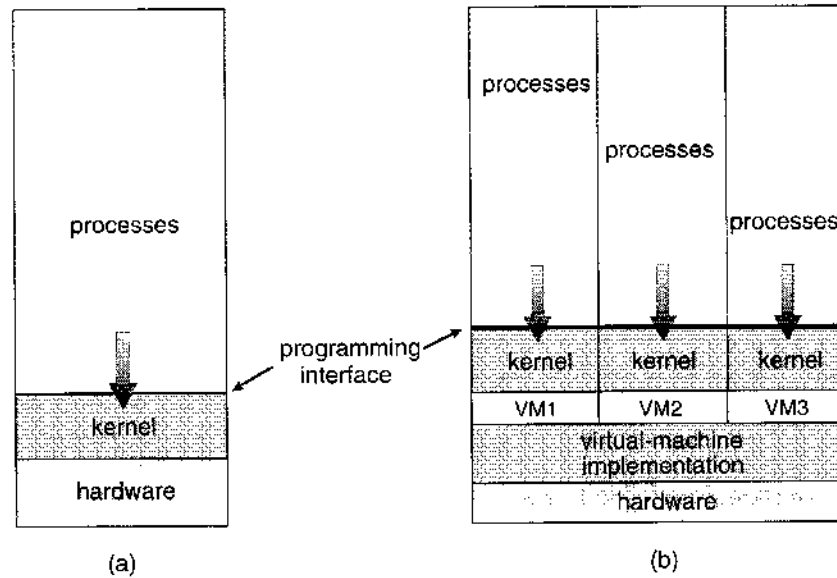 processes
kernel
hardware
(a)
programming
interface
processes
processes
processes
kernel
kernel
kernel
VM1
VM2
VM3
virtual-machine
implementation
hardware
(b)